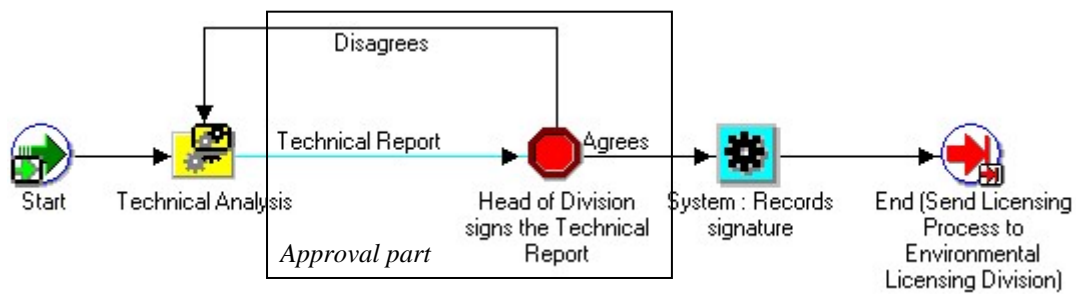 Disagrees
Technical Report
Agrees
Start
Technical Analysis
Head of Division
signs the Technical
Report
System : Records
signature
End (Send Licensing
Process to
Environmental
Licensing Division)
Approval part